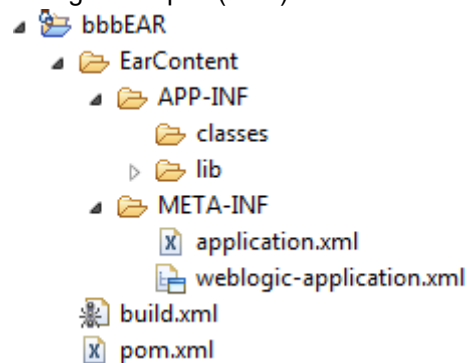 bbbEAR
EarContent
APP-INF
classes
lib
META-INF
application.xml
weblogic-application.xml
build.xml
pom.xml